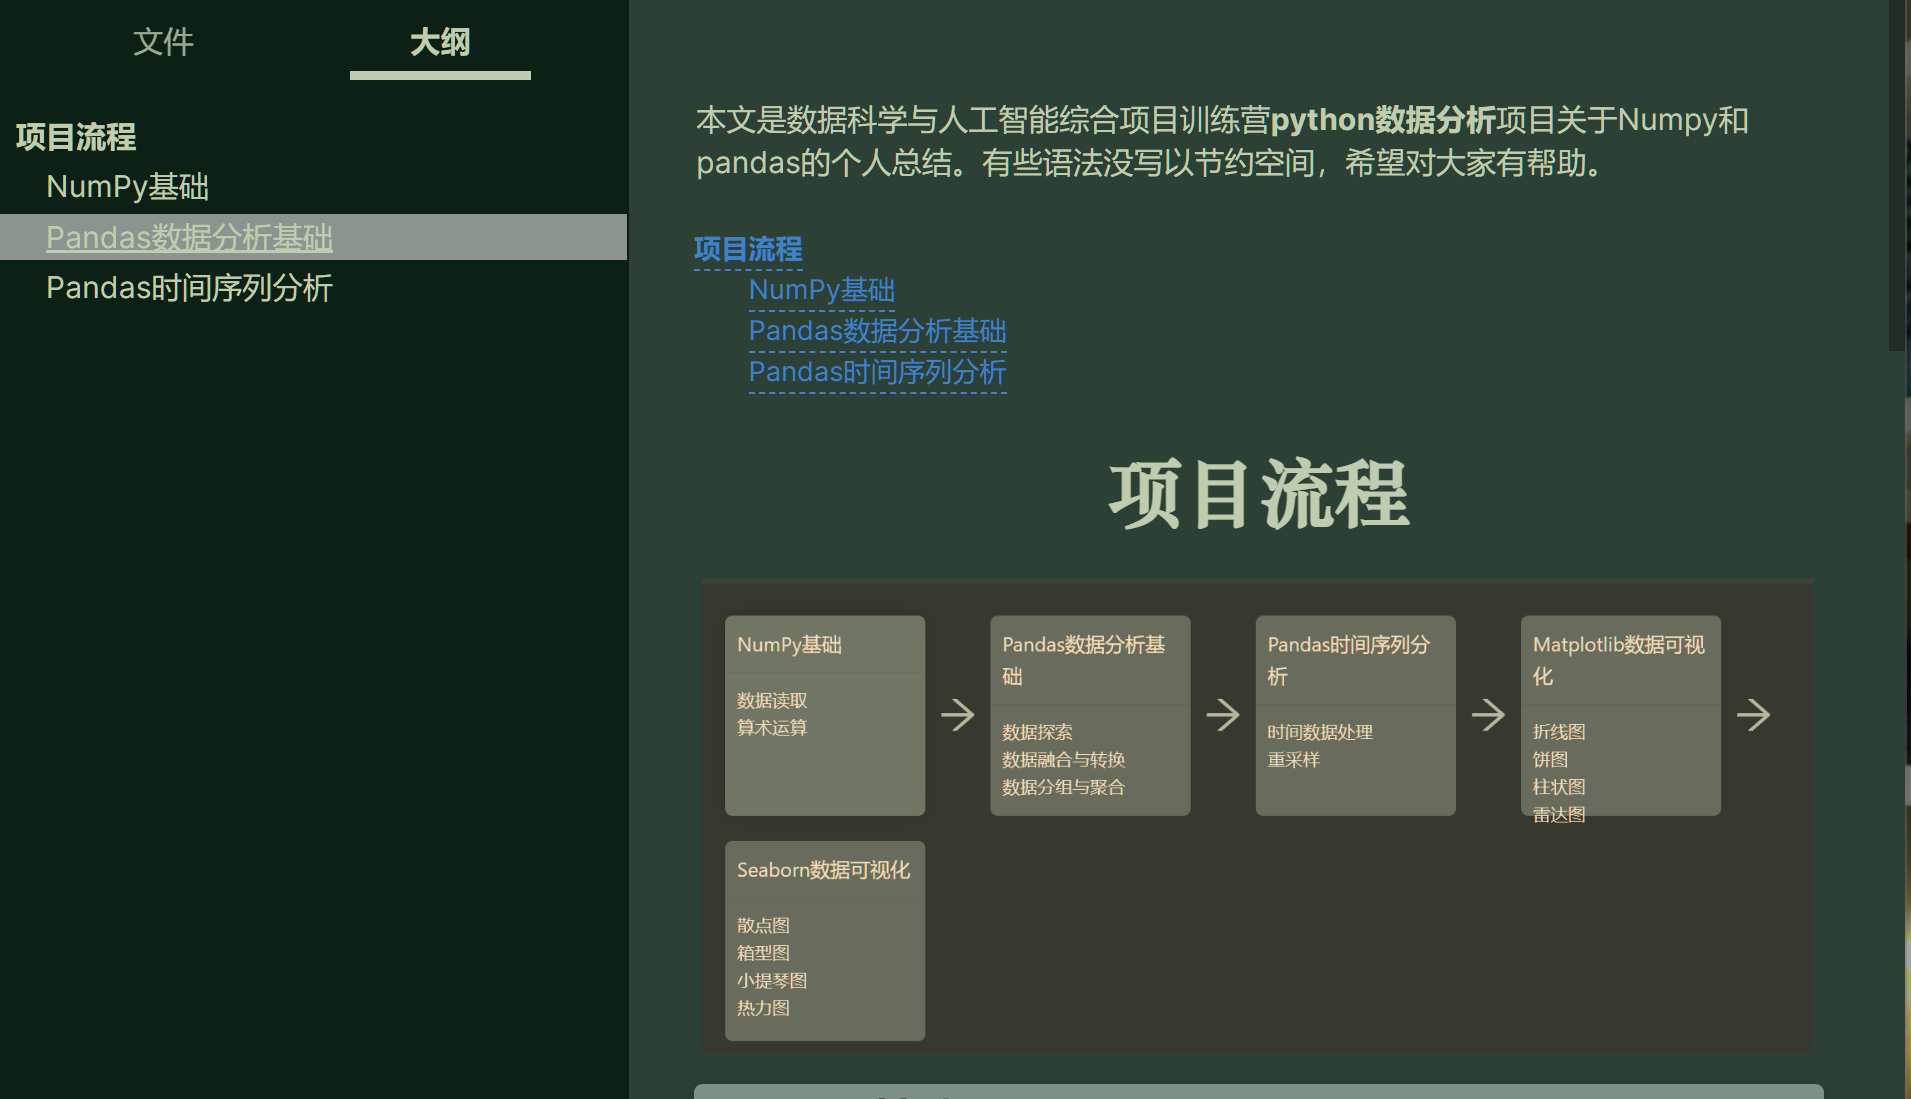 文件
大纲
项目流程
NumPy基础
Pandas数据分析基础
Pandas时间序列分析
本文是数据科学与人工智能综合项目训练营python数据分析项目关于Numpy和
pandas的个人总结。有些语法没写以节约空间，希望对大家有帮助。
项目流程
NumPy基础
Pandas数据分析基础
Pandas时间序列分析
项目流程
NumPy基础
数据读取
算术运算
Pandas数据分析基
础
数据探索
数据融合与转换
数据分组与聚合
Pandas时间序列分
析
时间数据处理
重采样
Matplotlib数据可视
化
折线图
饼图
柱状图
雷达图
Seaborn数据可视化
散点图
箱型图
小提琴图
热力图